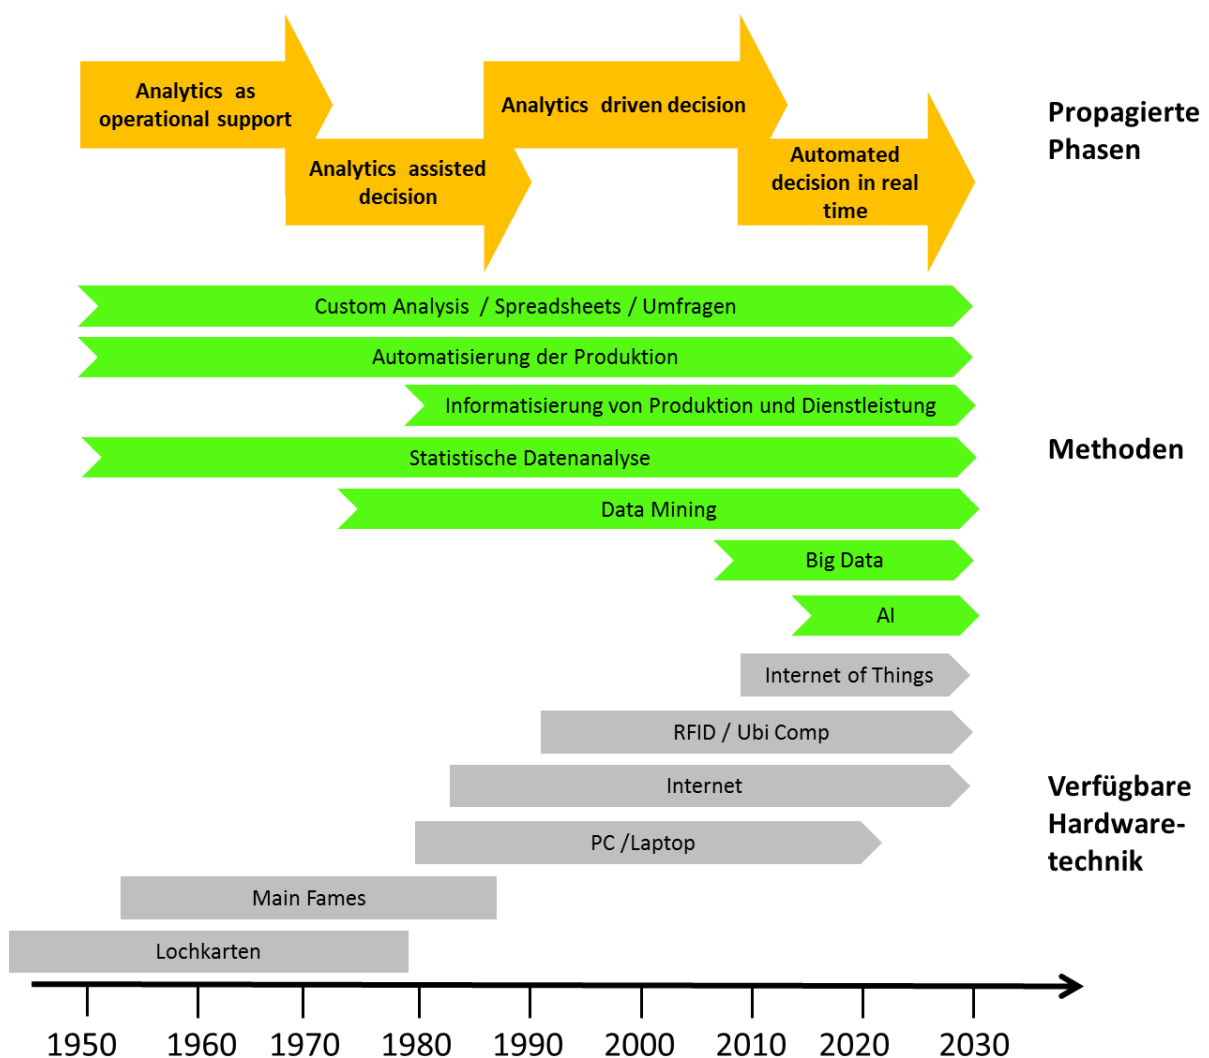 Analytics as
operational support
Analytics assisted
decision
Analytics driven decision
Automated
decision in real
time
Propagierte
Phasen
Custom Analysis / Spreadsheets / Umfragen
Automatisierung der Produktion
Informatisierung von Produktion und Dienstleistung
Statistische Datenanalyse
Data Mining
Big Data
AI
Methoden
Internet of Things
RFID / Ubi Comp
Internet
PC /Laptop
Main Fames
Lochkarten
Verfügbare
Hardware-
technik
1950 1960 1970 1980 1990 2000 2010 2020 2030